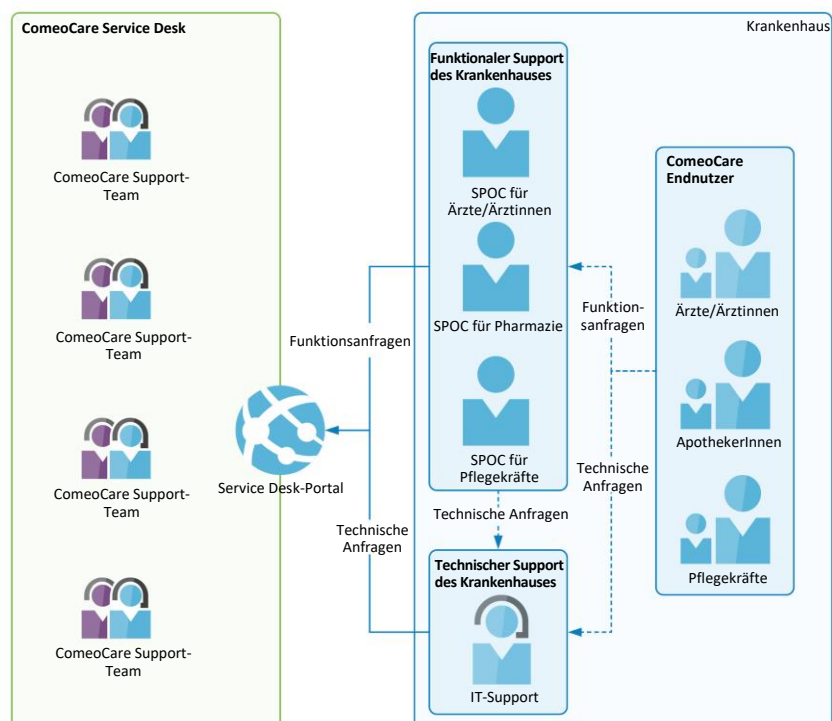 ComeoCare Service Desk
ComeoCare Support-
Team
ComeoCare Support-
Team
ComeoCare Support-
Team
ComeoCare Support-
Team
Service Desk-Portal
Funktionsanfragen
Technische
Anfragen
Krankenhaus
Funktionaler Support
des Krankenhauses
SPOC für
Ärzte/Ärztinnen
SPOC für Pharmazie
SPOC für
Pflegekräfte
Technische Anfragen
Technischer Support
des Krankenhauses
IT-Support
Funktion-
sanfragen
Technische
Anfragen
ComeoCare
Endnutzer
Ärzte/Ärztinnen
ApothekerInnen
Pflegekräfte